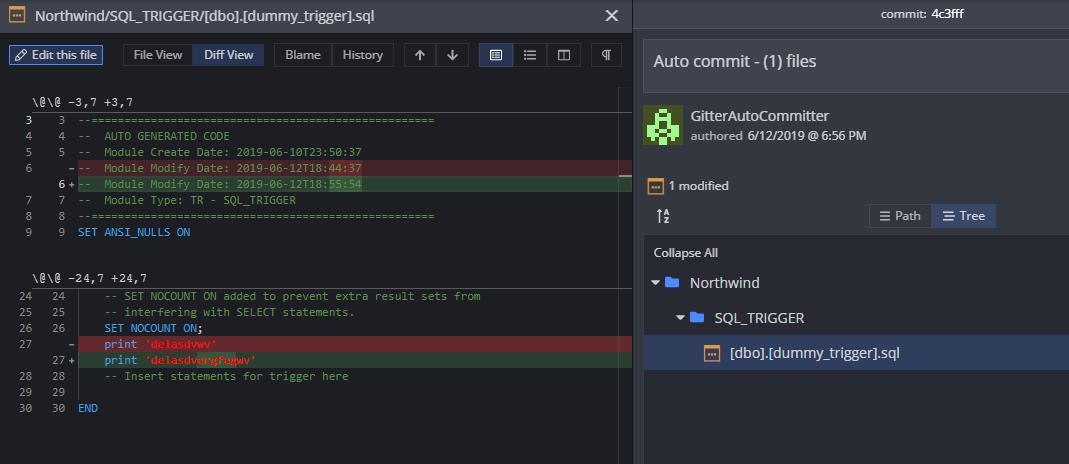 Northwind/SQL_TRIGGER/[dbo].[dummy_trigger].sql
Edit this file
File View
Diff View
Blame
History
\@\@ -3,7 +3,7
3 3 --====================================================
4 4 --  AUTO GENERATED CODE
5 5 --  Module Create Date: 2019-06-10T23:50:37
6 - --  Module Modify Date: 2019-06-12T18:44:37
6 + --  Module Modify Date: 2019-06-12T18:55:54
7 7 --  Module Type: TR - SQL_TRIGGER
8 8 --====================================================
9 9 SET ANSI_NULLS ON
\@\@ -24,7 +24,7
24 24 -- SET NOCOUNT ON added to prevent extra result sets from
25 25 -- interfering with SELECT statements.
26 26 SET NOCOUNT ON;
27 - print 'delasdvwv'
27 + print
28 28 -- Insert statements for trigger here
29 29
30 30 END
commit: 4c3fff
Auto commit - (1) files
GitterAutoCommitter
authored 6/12/2019 @ 6:56 PM
1 modified
Path
Tree
Collapse All
Northwind
SQL_TRIGGER
[dbo].[dummy_trigger].sql